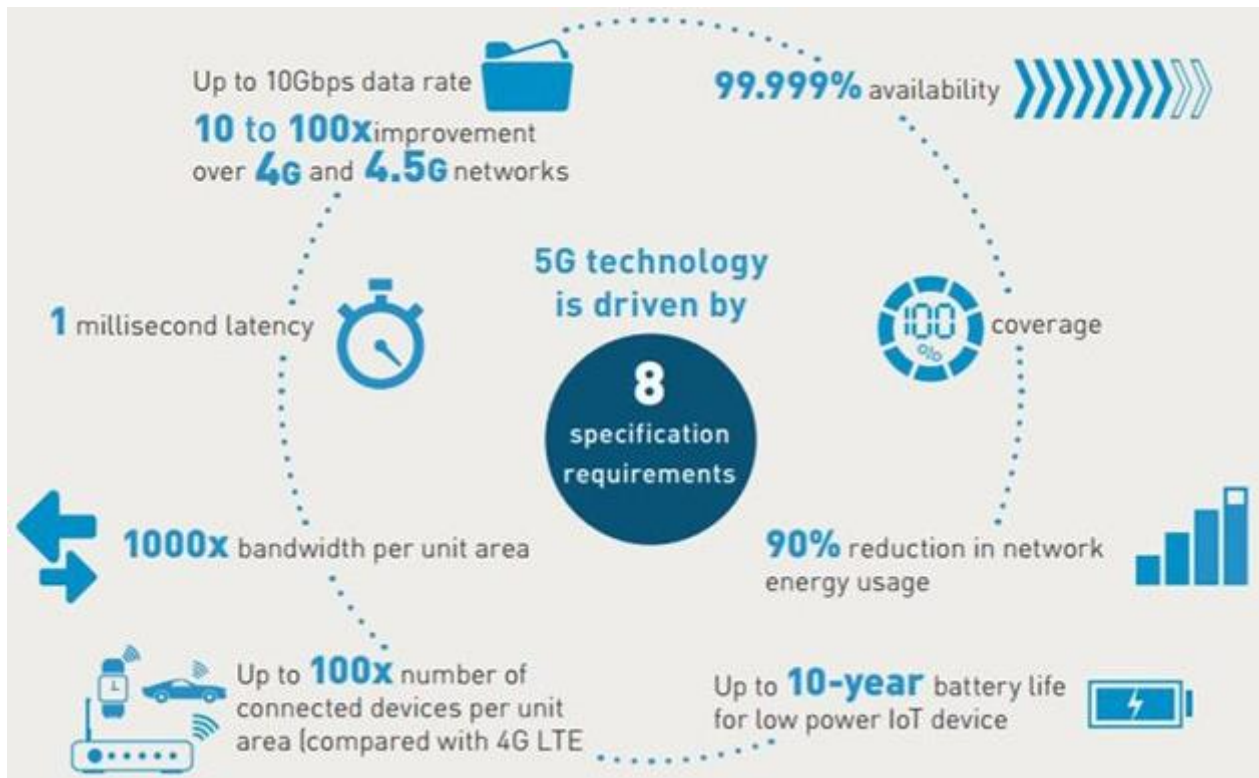 Up to 10Gbps data rate
10 to 100x improvement
over 4G and 4.5G networks
99.999% availability
5G technology
is driven by
8
specification
requirements
1 millisecond latency
100
%
coverage
1000x bandwidth per unit area
90% reduction in network
energy usage
Up to 100x number of
connected devices per unit
area (compared with 4G LTE
Up to 10-year battery life
for low power IoT device